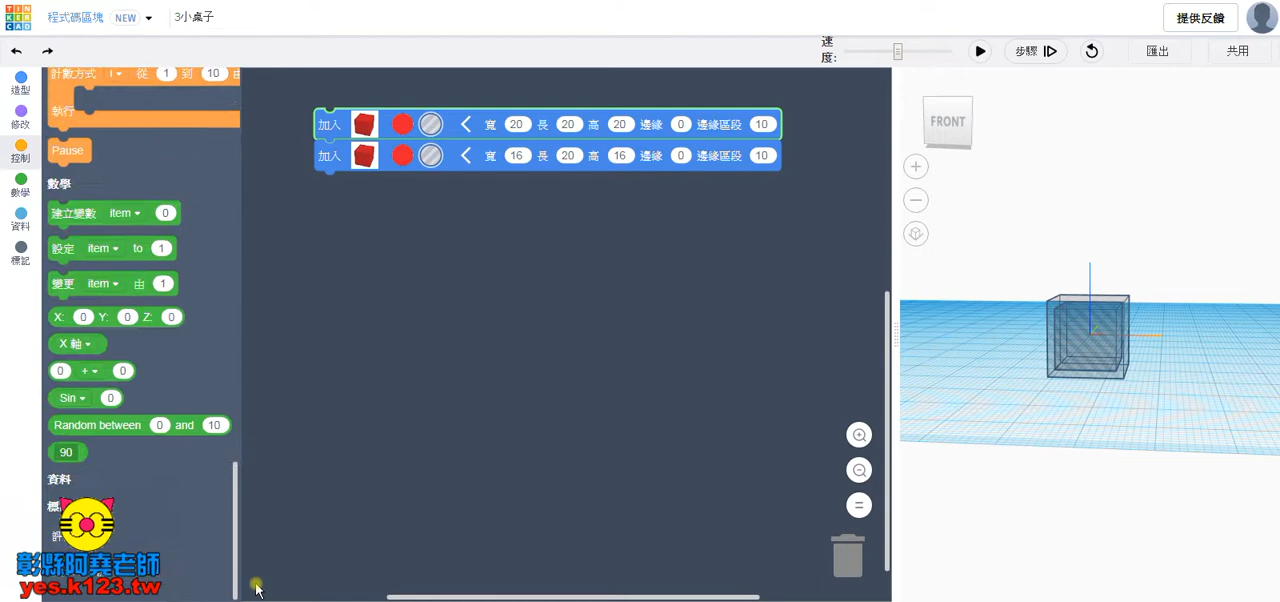 TIN
KER
CAD
程式碼區塊 NEW
3小桌子
提供反饋
速
度:
步驟
匯出
共用
造型
修改
控制
數學
資料
標記
計數方式 i 從 1 到 10 由
執行
Pause
數學
建立變數 item 0
設定 item to 1
變更 item 由 1
X: 0 Y: 0 Z: 0
X 軸
0 + 0
Sin 0
Random between 0 and 10
90
資料
加入 寬 20 長 20 高 20 邊緣 0 邊緣區段 10
加入 寬 16 長 20 高 16 邊緣 0 邊緣區段 10
FRONT
彰縣阿堯老師
yes.k123.tw